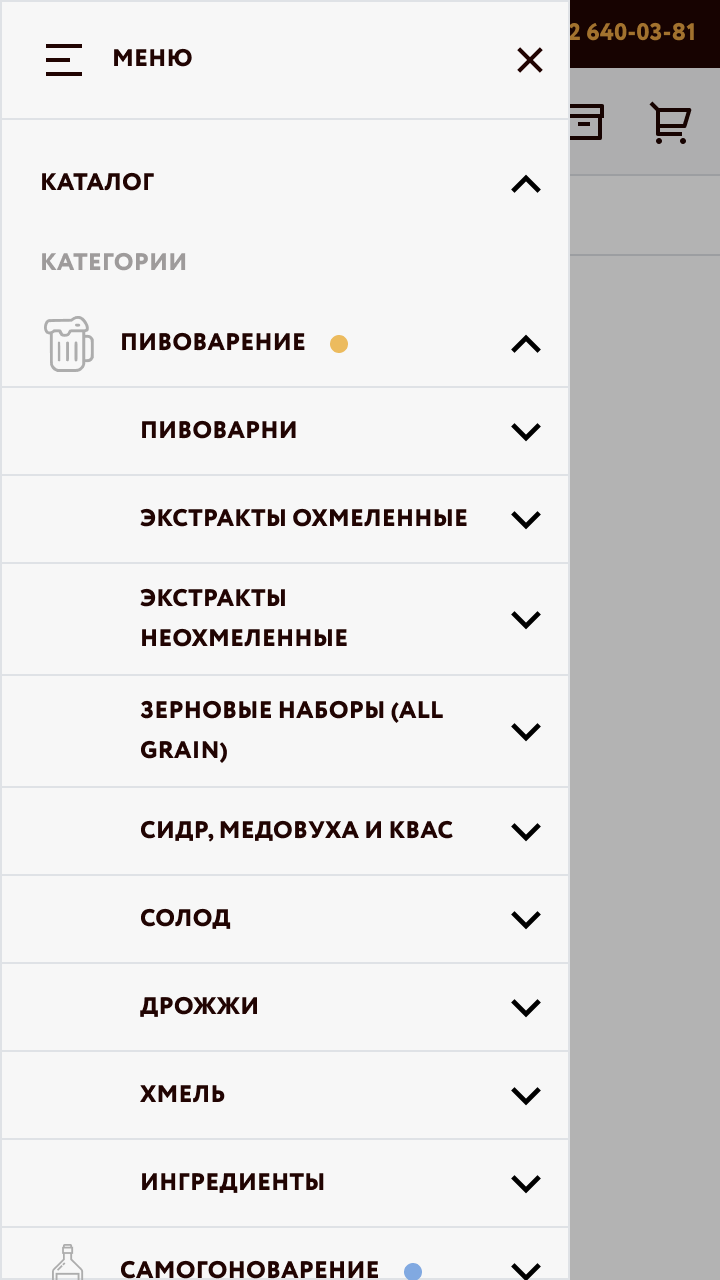 МЕНЮ
2 640-03-81
КАТАЛОГ
КАТЕГОРИИ
ПИВОВАРЕНИЕ
ПИВОВАРНИ
ЭКСТРАКТЫ ОХМЕЛЕННЫЕ
ЭКСТРАКТЫ
НЕОХМЕЛЕННЫЕ
ЗЕРНОВЫЕ НАБОРЫ (ALL
GRAIN)
СИДР, МЕДОВУХА И КВАС
СОЛОД
ДРОЖЖИ
ХМЕЛЬ
ИНГРЕДИЕНТЫ
САМОГОНОВАРЕНИЕ